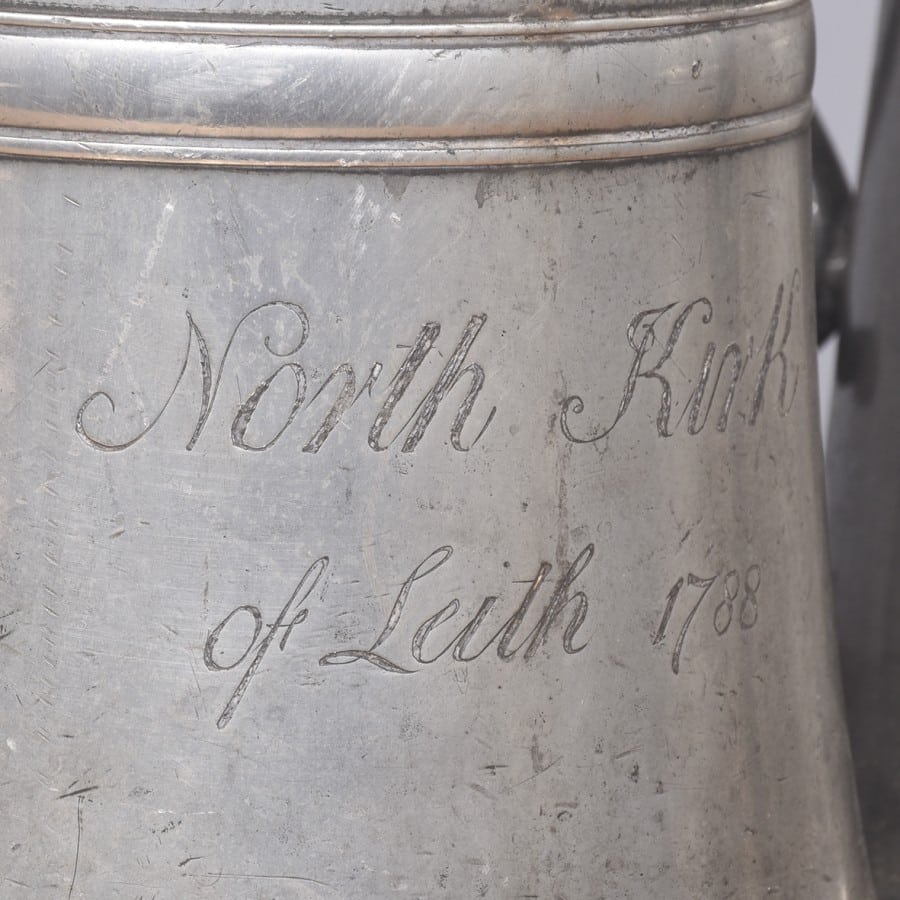 North Kirk
of Leith 1788